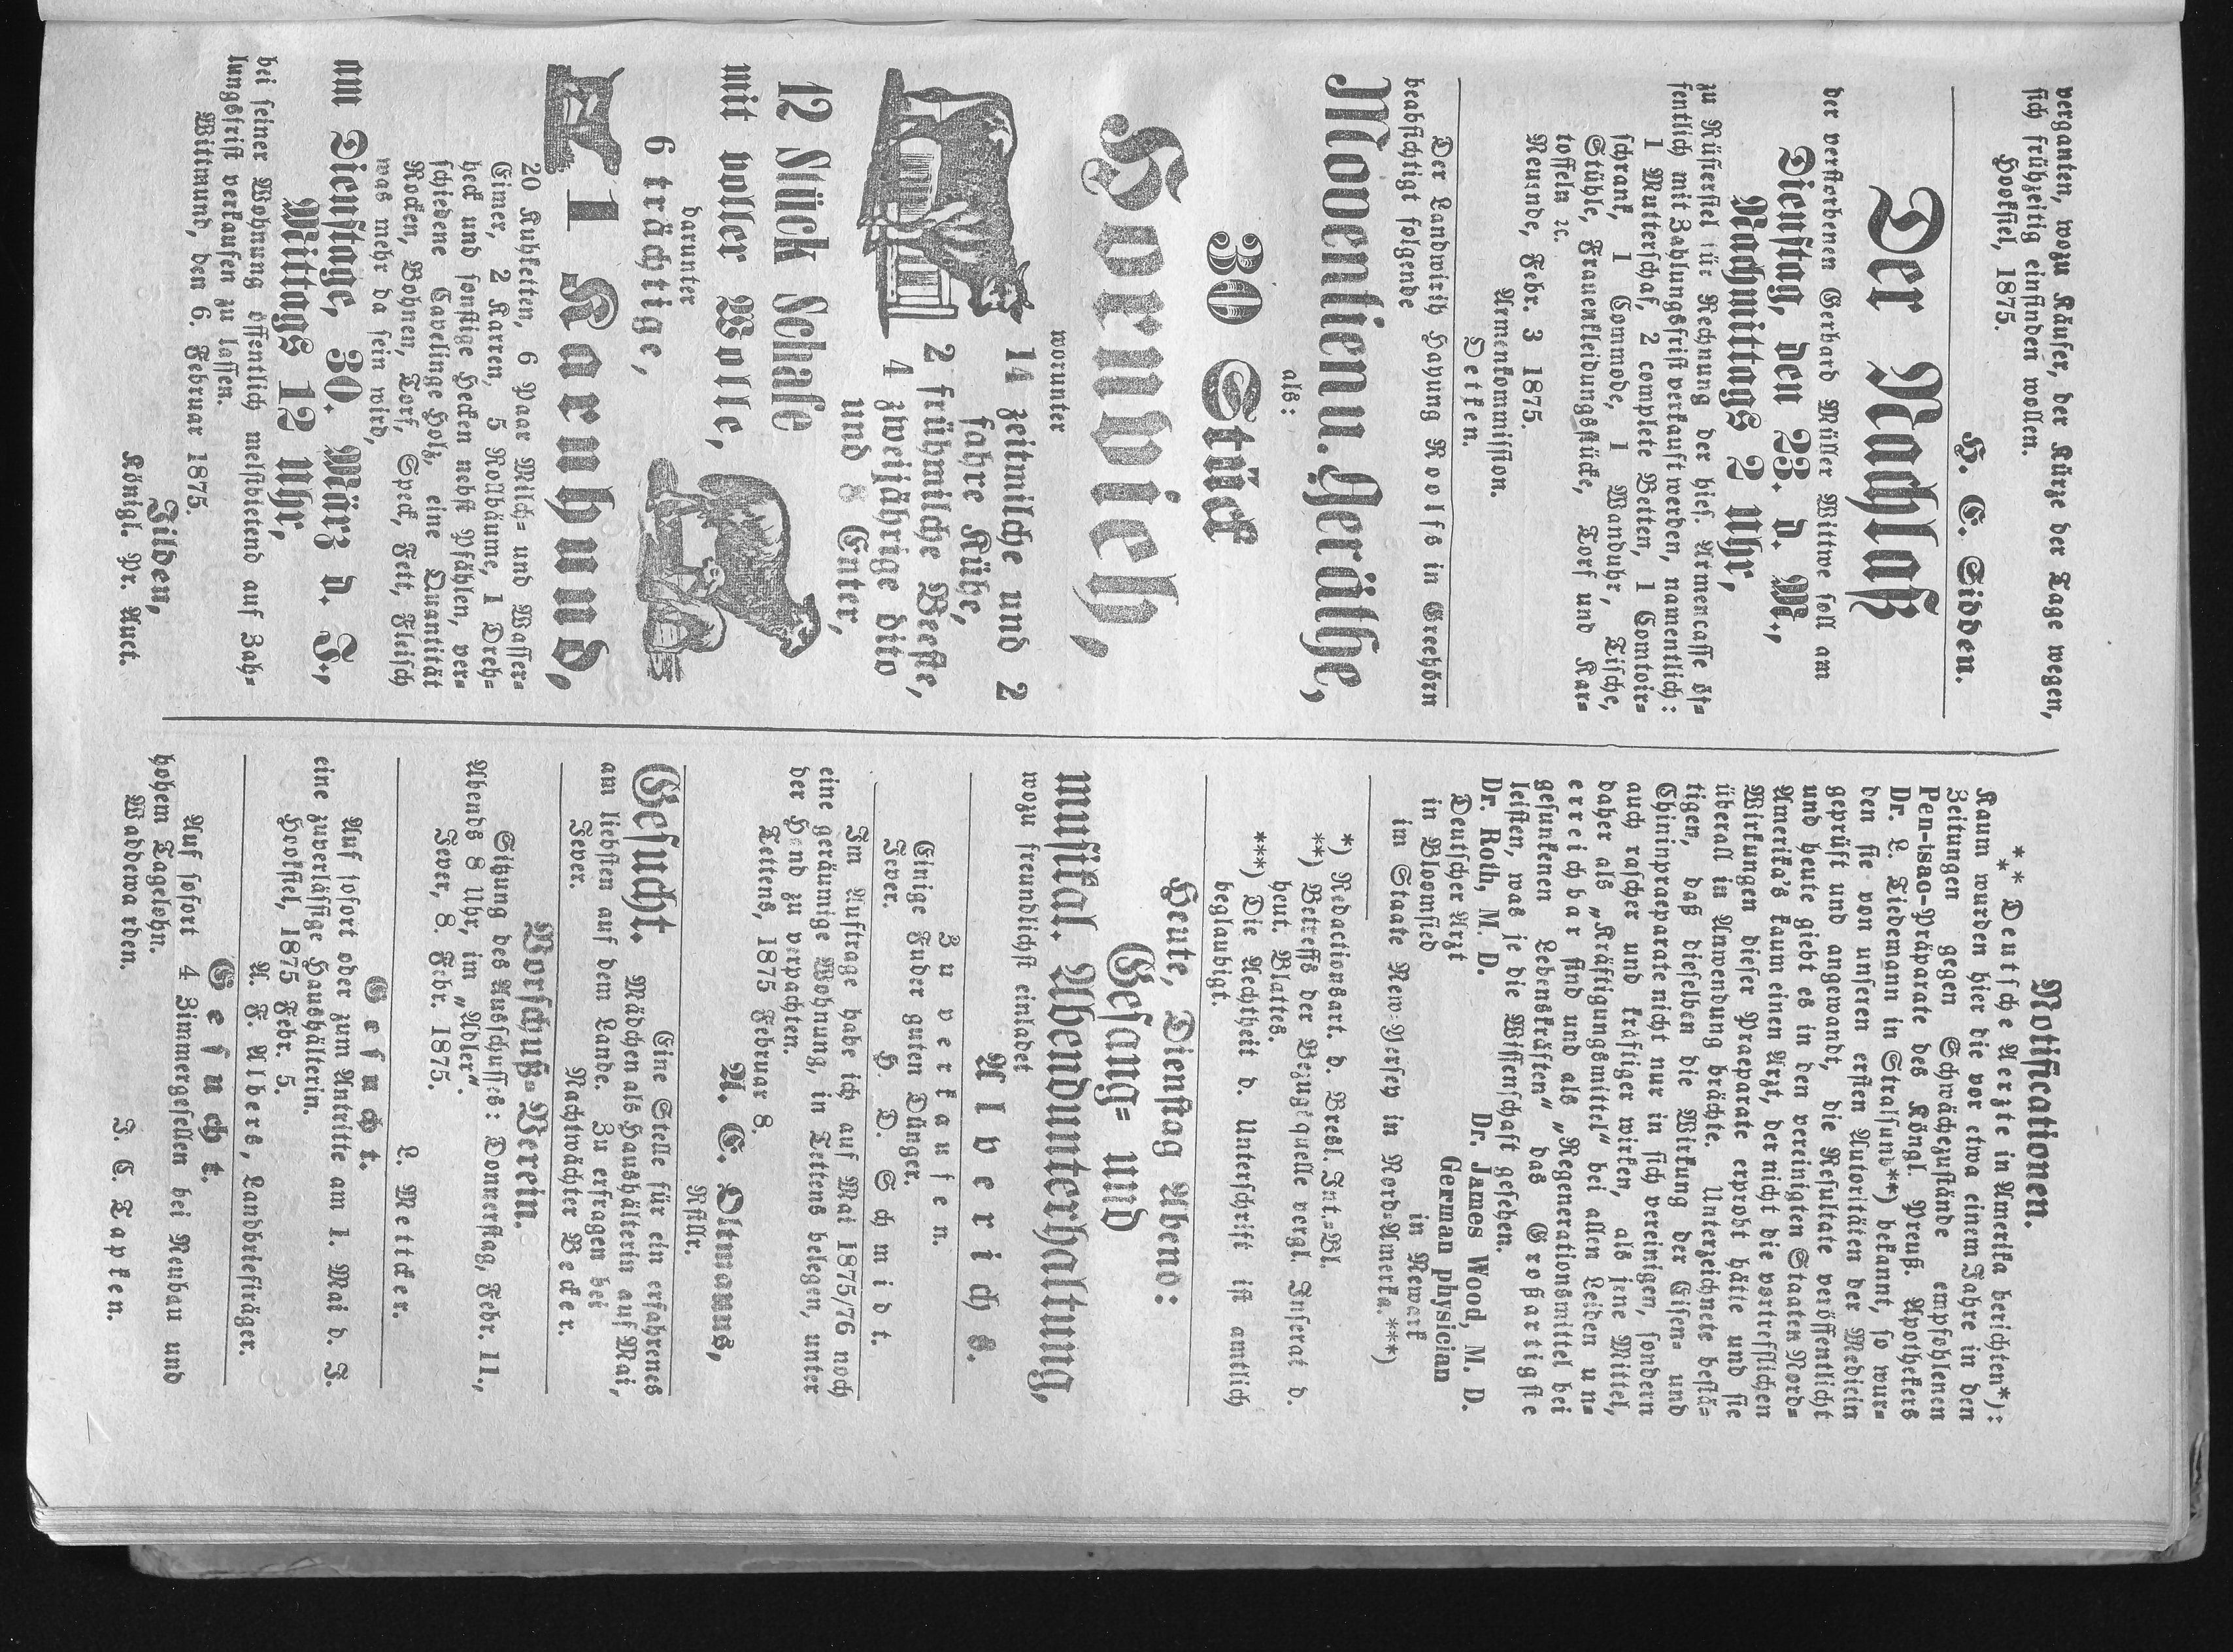 verganten, wozu Käufer, der Kürze der Tage wegen,
sich frühzeitig einfinden wollen.
Hooksiel, 1875.
H. C. Sidden.
Der Nachlaß
der verstorbenen Gerhard Müller Wittwe soll am
Dienstag, den 23. d. M.,
Nachmittags 2 Uhr,
zu Rüstersiel für Rechnung der hies. Armencasse öf-
fentlich mit Zahlungsfrist verkauft werden, namentlich:
1 Mutterschaf, 2 complete Betten, 1 Comtoir-
schrank, 1 Commode, 1 Wanduhr, Tische,
Stühle, Frauenkleidungsstücke, Torf und Kar-
toffeln ꝛc.
Neuende, Febr. 3 1875.
Armenkommission.
Detken.
Der Landwirth Hayung Roolfs in Greehörn
beabsichtigt folgende
Moventien u. Geräthe,
als:
30 Stück
Hornvieh,
worunter
14 zeitmilche und 2
fahre Kühe,
2 frühmilche Beeste,
4 zweijährige dito
und 8 Enter,
12 Stück Schafe
mit voller Wolle,
darunter
6 trächtige,
1 Karnhund,
20 Kuhketten, 6 Paar Milch- und Wasser-
Eimer, 2 Karren, 5 Rollbäume, 1 Dreh-
heck und sonstige Hecken nebst Pfählen, ver-
schiedene Cavelinge Holz, eine Quantität
Rocken, Bohnen, Torf, Speck, Fett, Fleisch
was mehr da sein wird,
am Dienstage, 30. März d. J.,
Mittags 12 Uhr,
bei seiner Wohnung öffentlich meistbietend auf Zah-
lungsfrist verkaufen zu lassen.
Wittmund, den 6. Februar 1875.
Jilden,
Königl. Pr. Auct.
Notificationen.
*** Deutsche Aerzte in Amerika berichten*):
Kaum wurden hier die vor etwa einem Jahre in den
Zeitungen gegen Schwächezustände empfohlenen
Pen-tsao-Präparate des Königl. Preuß. Apothekers
Dr. L. Tiedemann in Stralsund**) bekannt, so wur-
den sie von unseren ersten Autoritäten der Medicin
geprüft und angewandt, die Resultate veröffentlicht
und heute giebt es in den vereinigten Staaten Nord-
Amerika's kaum einen Arzt, der nicht die vortrefflichen
Wirkungen dieser Praeparate erprobt hätte und sie
überall in Anwendung brächte. Unterzeichnete bestä-
tigen, daß dieselben die Wirkung der Eisen- und
Chininpraeparate nicht nur in sich vereinigen, sondern
auch rascher und kräftiger wirken, als jene Mittel,
daher als „Kräftigungsmittel" bei allen Leiden un-
erreichbar sind und als „Regenerationsmittel bei
gesunkenen Lebenskräften" das Großartigste
leisten, was je die Wissenschaft gesehen.
Dr. Roth, M. D. Dr. James Wood, M. D.
Deutscher Arzt German physician
in Bloomfied in Newark
im Staate New-Yersey in Nord-Amerka.***)
*) Redactionsart. d. Bresl. Int.-Bl.
**) Betreffs der Bezugsquelle vergl. Inserat d.
heut. Blattes.
***) Die Aechtheit d. Unterschrift ist amtlich
beglaubigt.
Heute, Dienstag Abend:
Gesang- und
musikal. Abendunterhaltung,
wozu freundlichst einladet
Alverichs.
Zu verkaufen.
Einige Fuder guten Dünger.
Jever. H. D. Schmidt.
Im Auftrage habe ich auf Mai 1875/76 noch
eine geräumige Wohnung, in Tettens belegen, unter
der Hand zu verpachten.
Tettens, 1875 Februar 8.
A. C. Oltmanns,
Rstllr.
Gesucht. Eine Stelle für ein erfahrenes
Mädchen als Haushälterin auf Mai,
am liebsten auf dem Lande. Zu erfragen bei
Jever. Nachtwächter Becker.
Vorschuß-Verein.
Sitzung des Ausschusses: Donnerstag, Febr. 11.,
Abends 8 Uhr, im „Adler".
Jever, 8. Febr. 1875.
L. Mettcker.
Gesucht.
Auf sofort oder zum Antritte am 1. Mai d. J.
eine zuverlässige Haushälterin.
Hooksiel, 1875 Febr. 5.
A. F. Albers, Landbriefträger.
Gesucht.
Auf sofort 4 Zimmergesellen bei Neubau und
hohem Tagelohn.
Waddewarden. J. C. Tapken.